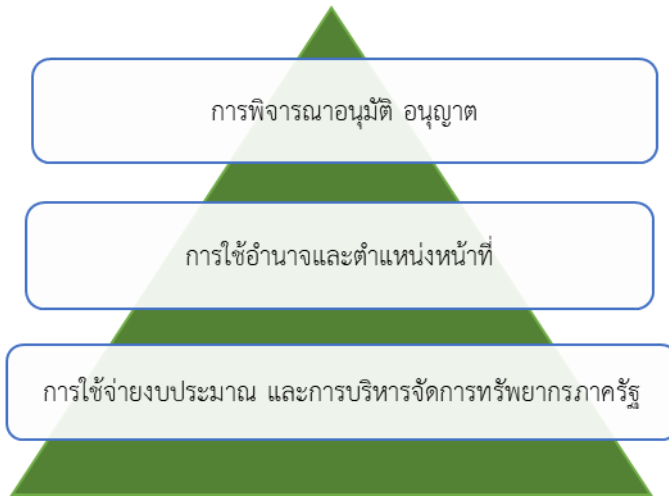 การพิจารณาอนุมัติ อนุญาต
การใช้อำนาจและตำแหน่งหน้าที่
การใช้จ่ายงบประมาณ และการบริหารจัดการทรัพยากรภาครัฐ